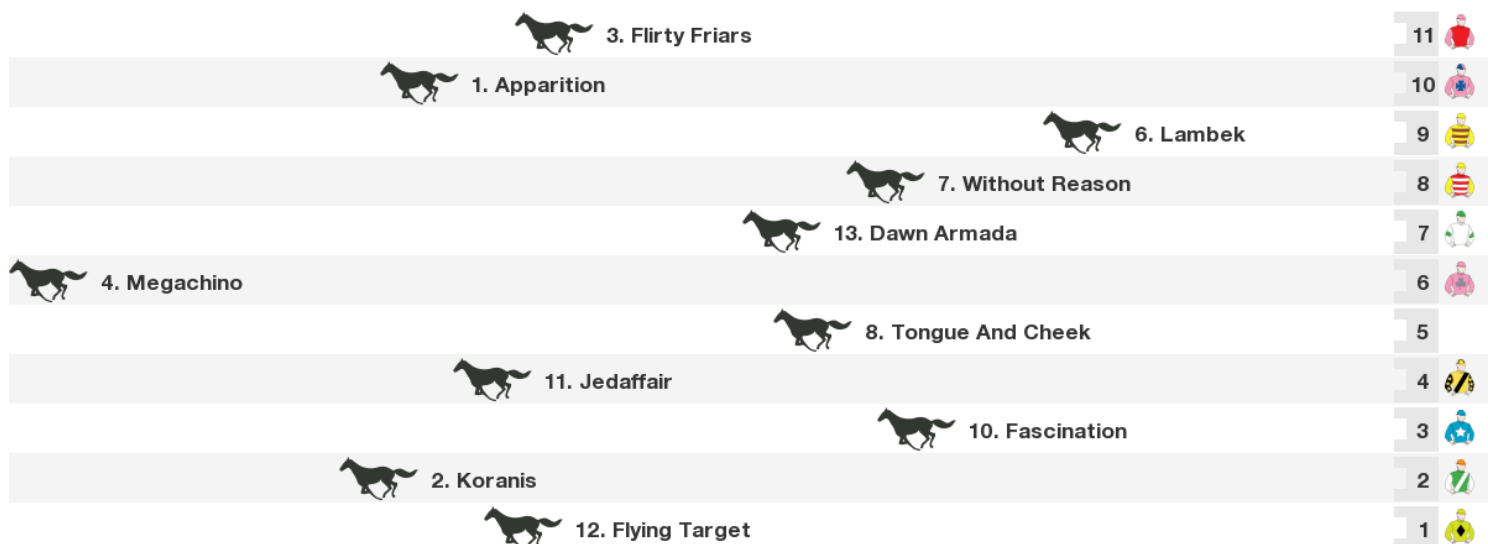 3. Flirty Friars 11
1. Apparition 10
6. Lambek 9
7. Without Reason 8
13. Dawn Armada 7
4. Megachino 6
8. Tongue And Cheek 5
11. Jedaffair 4
10. Fascination 3
2. Koranis 2
12. Flying Target 1